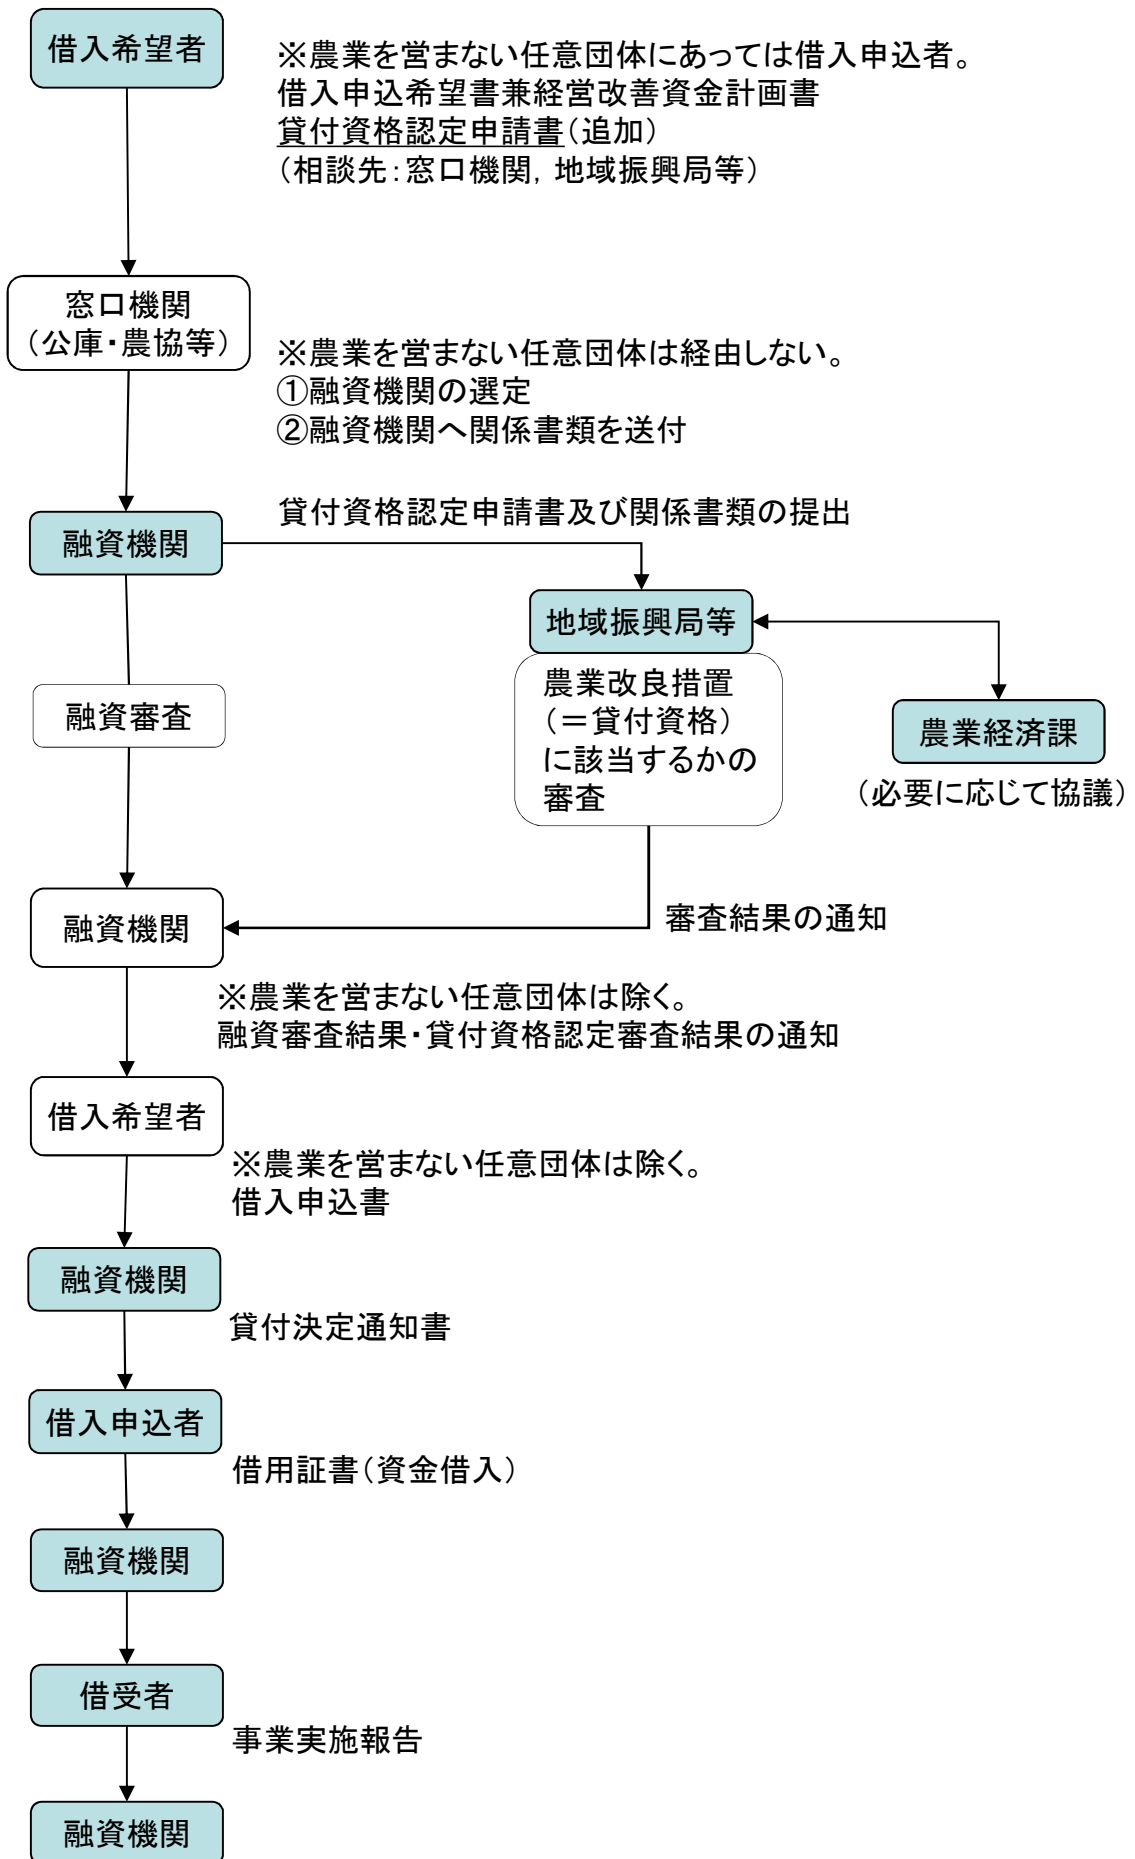 借入希望者
※農業を営まない任意団体にあっては借入申込者。
借入申込希望書兼経営改善資金計画書
貸付資格認定申請書（追加）
（相談先：窓口機関，地域振興局等）
窓口機関
（公庫・農協等）
※農業を営まない任意団体は経由しない。
①融資機関の選定
②融資機関へ関係書類を送付
貸付資格認定申請書及び関係書類の提出
融資機関
地域振興局等
農業改良措置
（＝貸付資格）
に該当するかの
審査
農業経済課
（必要に応じて協議）
融資審査
融資機関
審査結果の通知
※農業を営まない任意団体は除く。
融資審査結果・貸付資格認定審査結果の通知
借入希望者
※農業を営まない任意団体は除く。
借入申込書
融資機関
貸付決定通知書
借入申込者
借用証書（資金借入）
融資機関
借受者
事業実施報告
融資機関